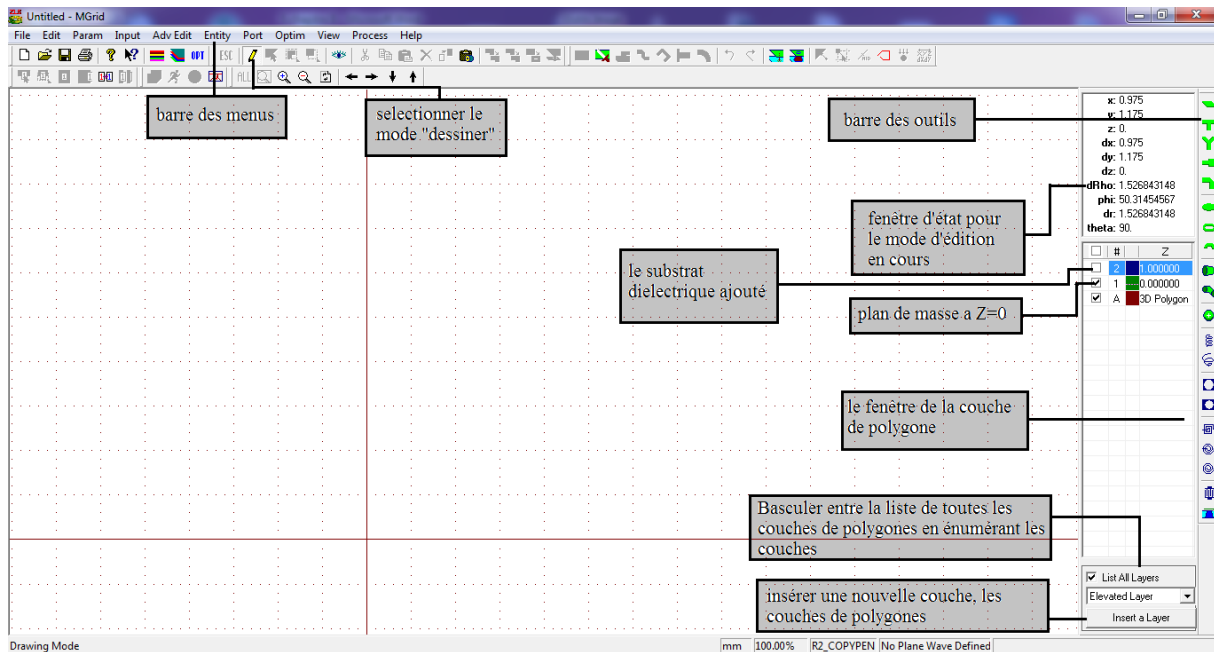 Untitled - MGrid
File Edit Param Input Adv Edit Entity Port Optim View Process Help
OPT ESC
ALL
barre des menus
selectionner le
mode "dessiner"
barre des outils
x: 0.975
y: 1.175
z: 0.
dx: 0.975
dy: 1.175
dz: 0.
dRho: 1.526843148
phi: 50.31454567
dr: 1.526843148
theta: 90.
fenêtre d'état pour
le mode d'édition
en cours
le substrat
dielectrique ajouté
plan de masse a Z=0
# Z
2 1.000000
1 0.000000
A 3D Polygon
le fenêtre de la couche
de polygone
Basculer entre la liste de toutes les
couches de polygones en énumérant les
couches
insérer une nouvelle couche, les
couches de polygones
List All Layers
Elevated Layer
Insert a Layer
Drawing Mode
mm 100.00% R2_COPYPEN No Plane Wave Defined